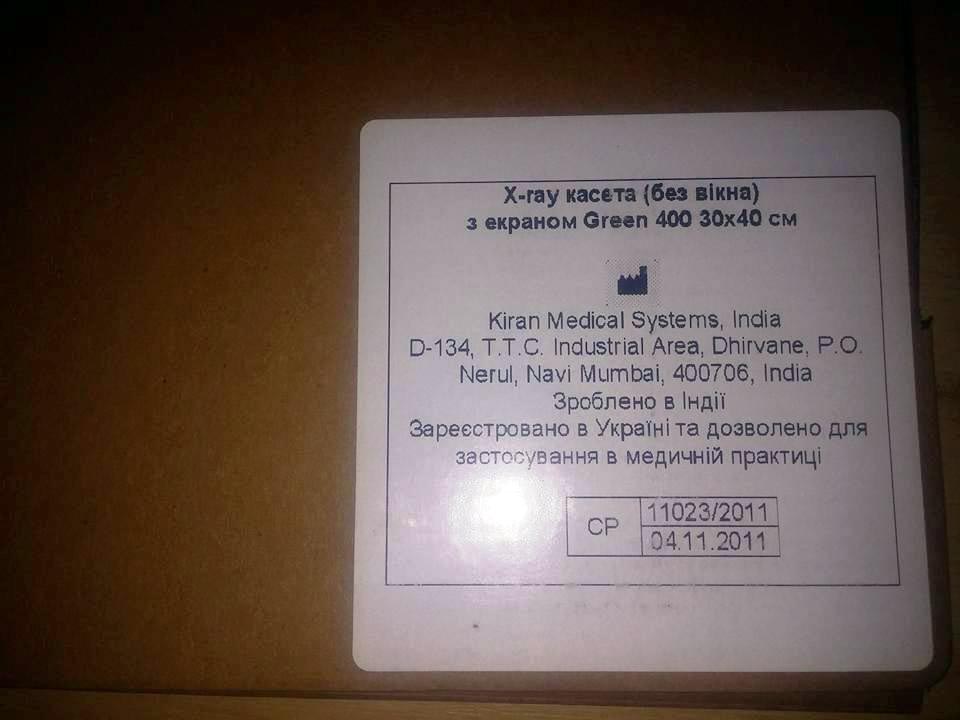 X-ray касета (без вікна)
з екраном Green 400 30x40 см
Kiran Medical Systems, India
D-134, T.T.C. Industrial Area, Dhirvane, P.O.
Nerul, Navi Mumbai, 400706, India
Зроблено в Індії
Зареєстровано в Україні та дозволено для
застосування в медичній практиці
СР
11023/2011
04.11.2011